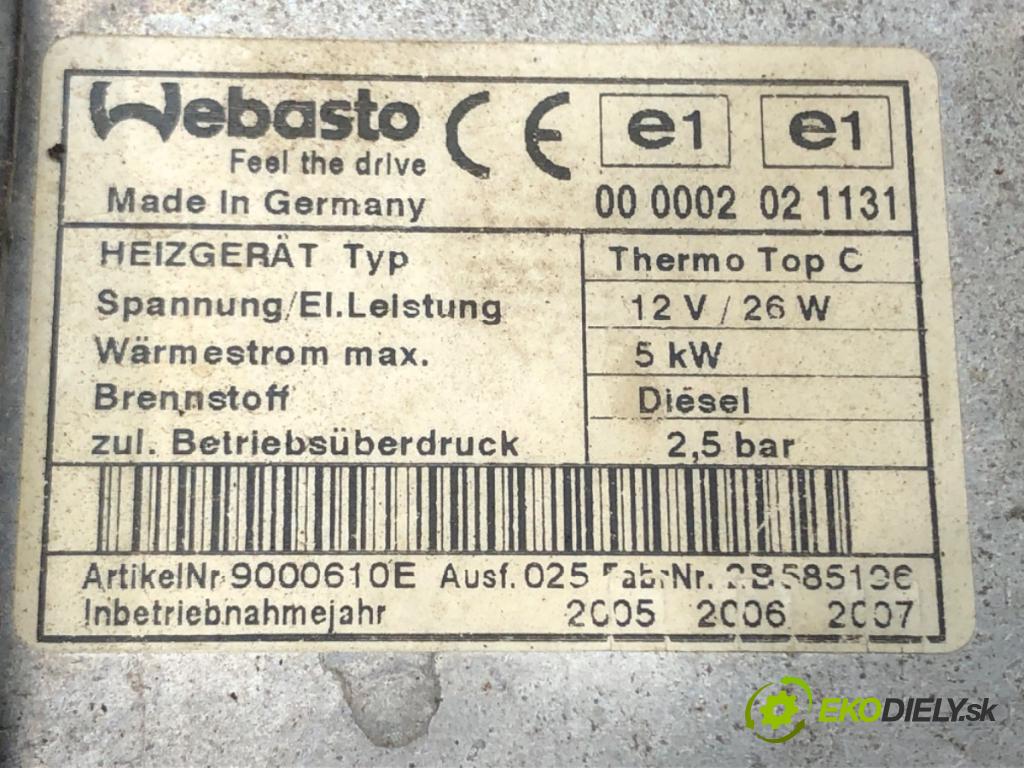 Webasto CE e1 e1
Feel the drive
Made In Germany 00 0002 02 1131
HEIZGERÄT Typ Thermo Top C
Spannung/El.Leistung 12 V / 26 W
Wärmestrom max. 5 kW
Brennstoff Diesel
zul. Betriebsüberdruck 2,5 bar
ArtikelNr 9000610E Ausf. 025 Fabr.Nr.
Inbetriebnahmejahr 2005 2006 2007
EKODIELY.sk